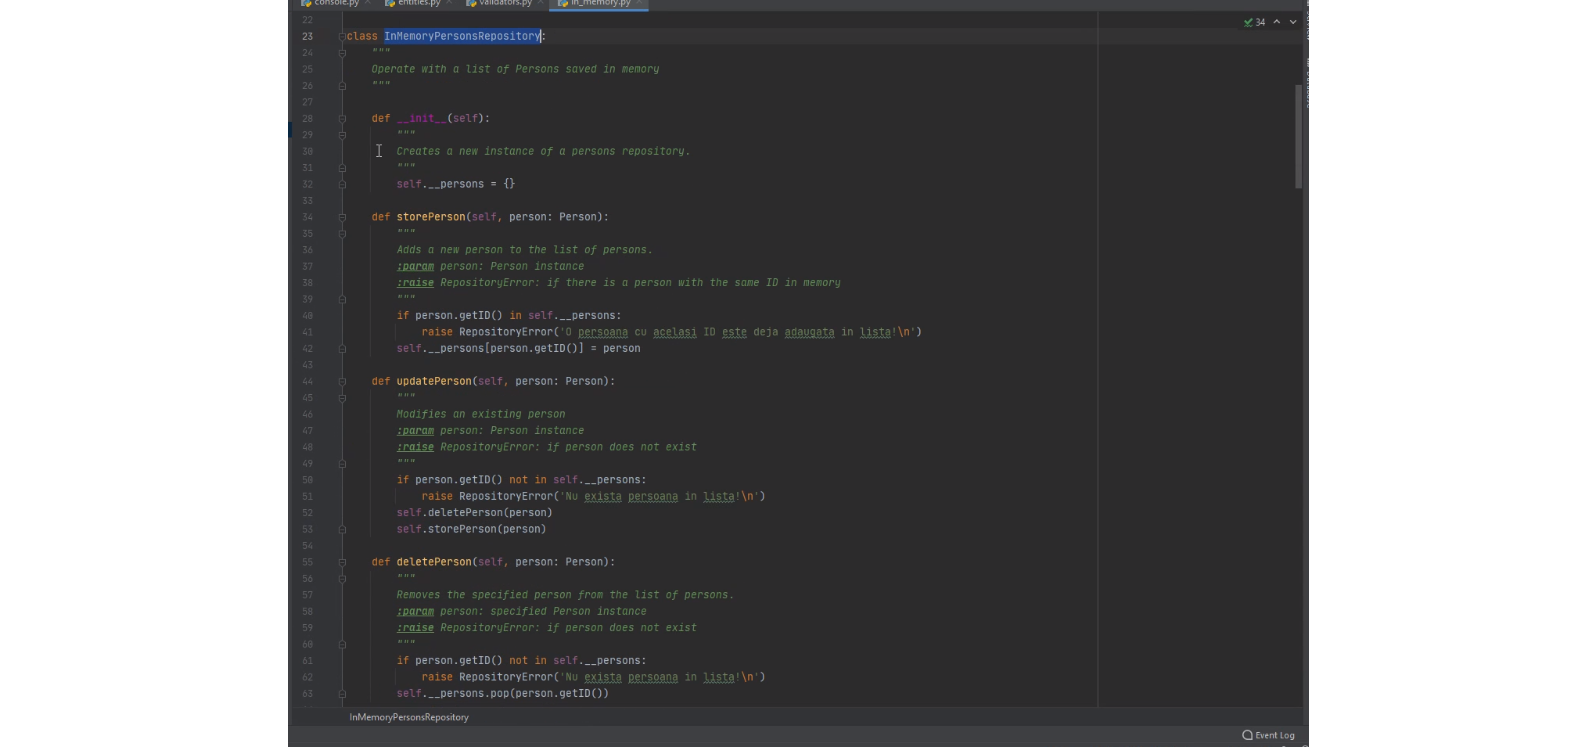 console.py
entities.py
validators.py
in_memory.py
34
22
23 class InMemoryPersonsRepository:
24 """
25 Operate with a list of Persons saved in memory
26 """
27
28 def __init__(self):
29 """
30 Creates a new instance of a persons repository.
31 """
32 self.__persons = {}
33
34 def storePerson(self, person: Person):
35 """
36 Adds a new person to the list of persons.
37 :param person: Person instance
38 :raise RepositoryError: if there is a person with the same ID in memory
39 """
40 if person.getID() in self.__persons:
41 raise RepositoryError('O persoana cu acelasi ID este deja adaugata in lista!\n')
42 self.__persons[person.getID()] = person
43
44 def updatePerson(self, person: Person):
45 """
46 Modifies an existing person
47 :param person: Person instance
48 :raise RepositoryError: if person does not exist
49 """
50 if person.getID() not in self.__persons:
51 raise RepositoryError('Nu exista persoana in lista!\n')
52 self.deletePerson(person)
53 self.storePerson(person)
54
55 def deletePerson(self, person: Person):
56 """
57 Removes the specified person from the list of persons.
58 :param person: specified Person instance
59 :raise RepositoryError: if person does not exist
60 """
61 if person.getID() not in self.__persons:
62 raise RepositoryError('Nu exista persoana in lista!\n')
63 self.__persons.pop(person.getID())
InMemoryPersonsRepository
Event Log